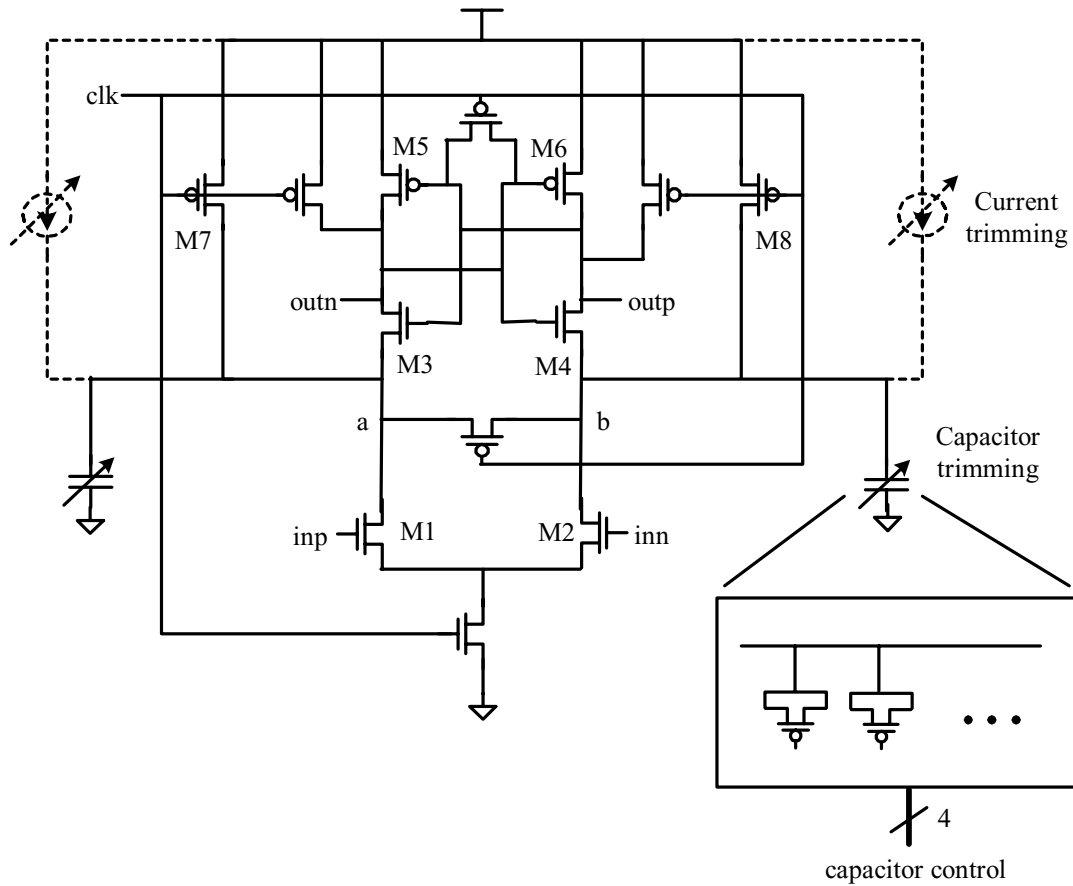 clk
M5
M6
M7
M8
Current
trimming
outn
outp
M3
M4
a
b
Capacitor
trimming
inp
M1
M2
inn
4
capacitor control